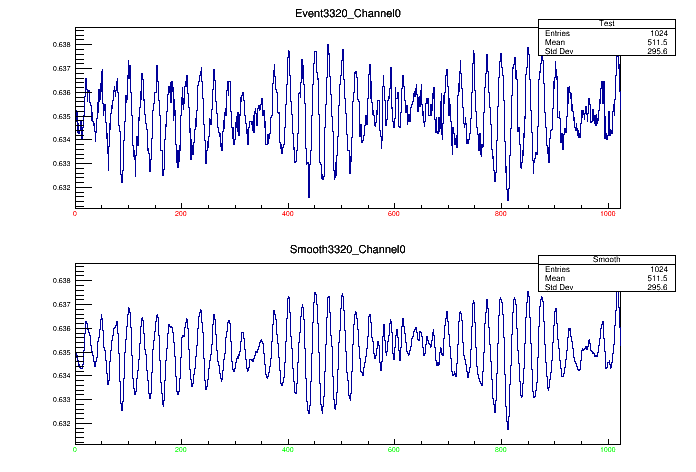 Event3320_Channel0
Test
Entries 1024
Mean 511.5
Std Dev 295.6
0.638
0.637
0.636
0.635
0.634
0.633
0.632
0 200 400 600 800 1000
Smooth3320_Channel0
Smooth
Entries 1024
Mean 511.5
Std Dev 295.6
0.638
0.637
0.636
0.635
0.634
0.633
0.632
0 200 400 600 800 1000